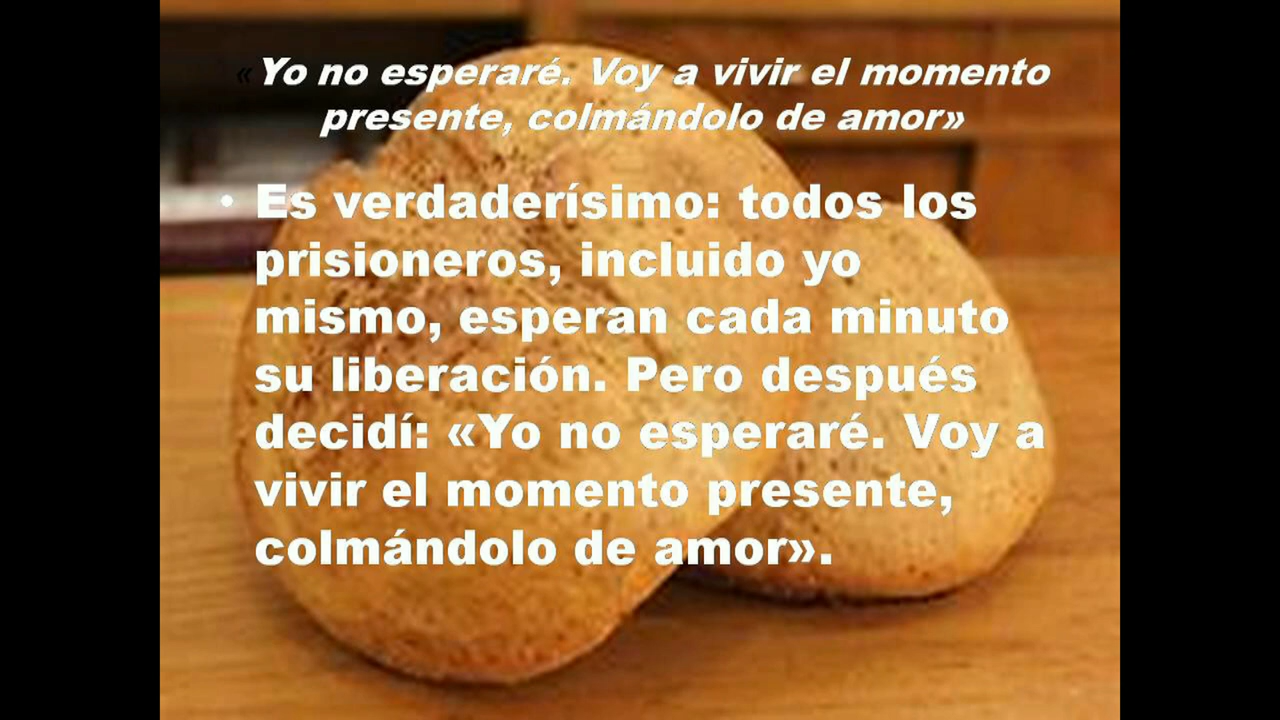 «Yo no esperaré. Voy a vivir el momento
presente, colmándolo de amor»
• Es verdaderísimo: todos los
prisioneros, incluido yo
mismo, esperan cada minuto
su liberación. Pero después
decidí: «Yo no esperaré. Voy a
vivir el momento presente,
colmándolo de amor».